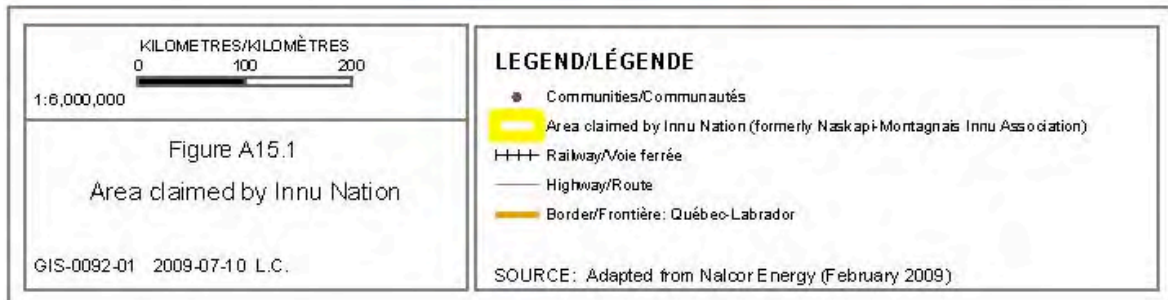 KILOMETRES/KILOMÈTRES
0 100 200
1:6,000,000
Figure A15.1
Area claimed by Innu Nation
GIS-0092-01 2009-07-10 L.C.
LEGEND/LÉGENDE
Communities/Communautés
Area claimed by Innu Nation (formerly Naskapi-Montagnais Innu Association)
Railway/Voie ferrée
Highway/Route
Border/Frontière: Québec-Labrador
SOURCE: Adapted from Nalcor Energy (February 2009)